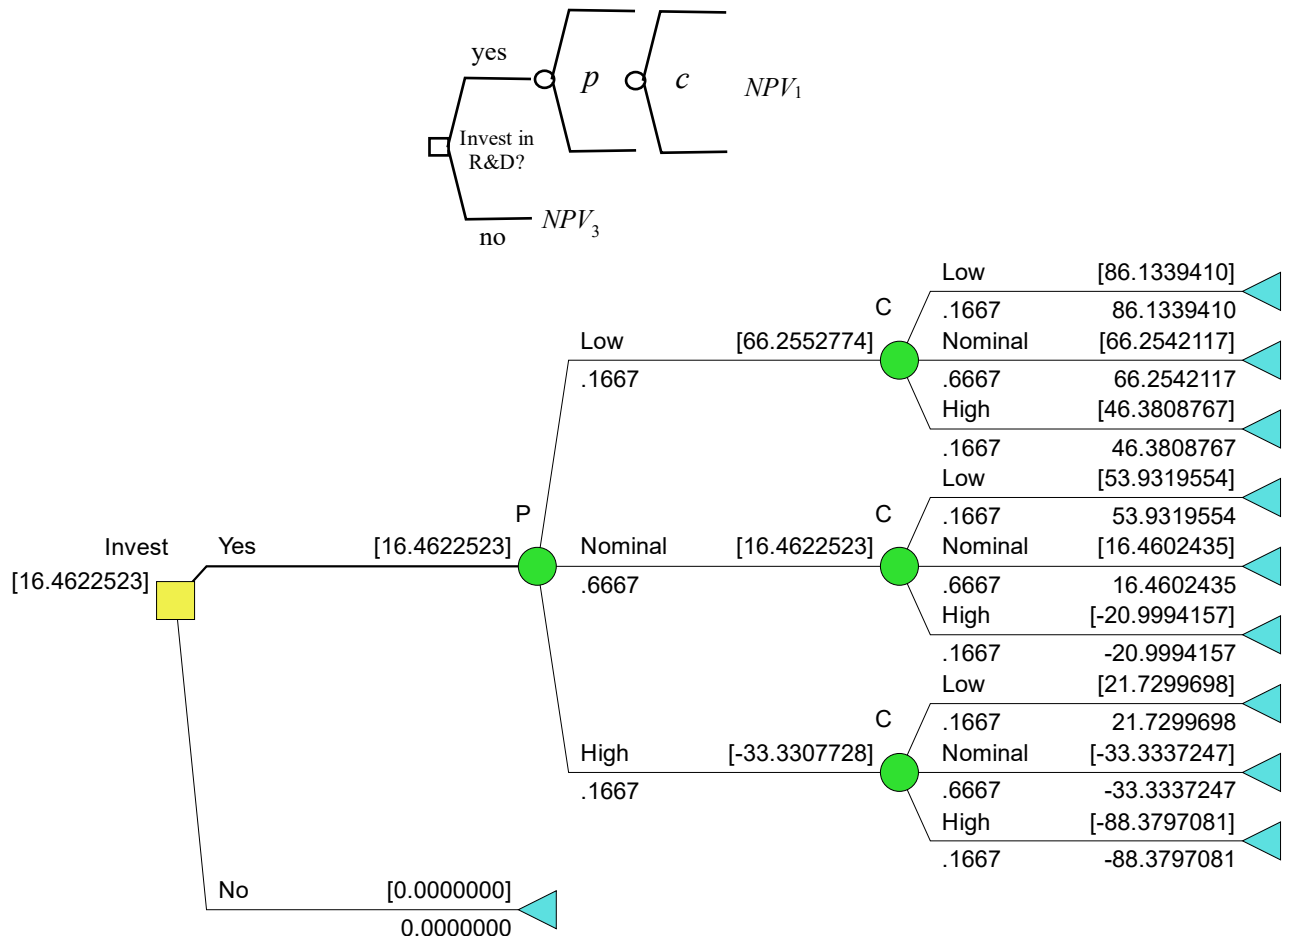 yes
p c NPV1
Invest in
R&D?
NPV3
no
Low [86.1339410]
C
.1667 86.1339410
Low [66.2552774] Nominal [66.2542117]
.1667 .6667 66.2542117
High [46.3808767]
.1667 46.3808767
Low [53.9319554]
P C
.1667 53.9319554
Invest Yes [16.4622523] Nominal [16.4622523] Nominal [16.4602435]
[16.4622523] .6667 .6667 16.4602435
High [-20.9994157]
.1667 -20.9994157
Low [21.7299698]
C
.1667 21.7299698
High [-33.3307728] Nominal [-33.3337247]
.1667 .6667 -33.3337247
High [-88.3797081]
.1667 -88.3797081
No [0.0000000]
0.0000000